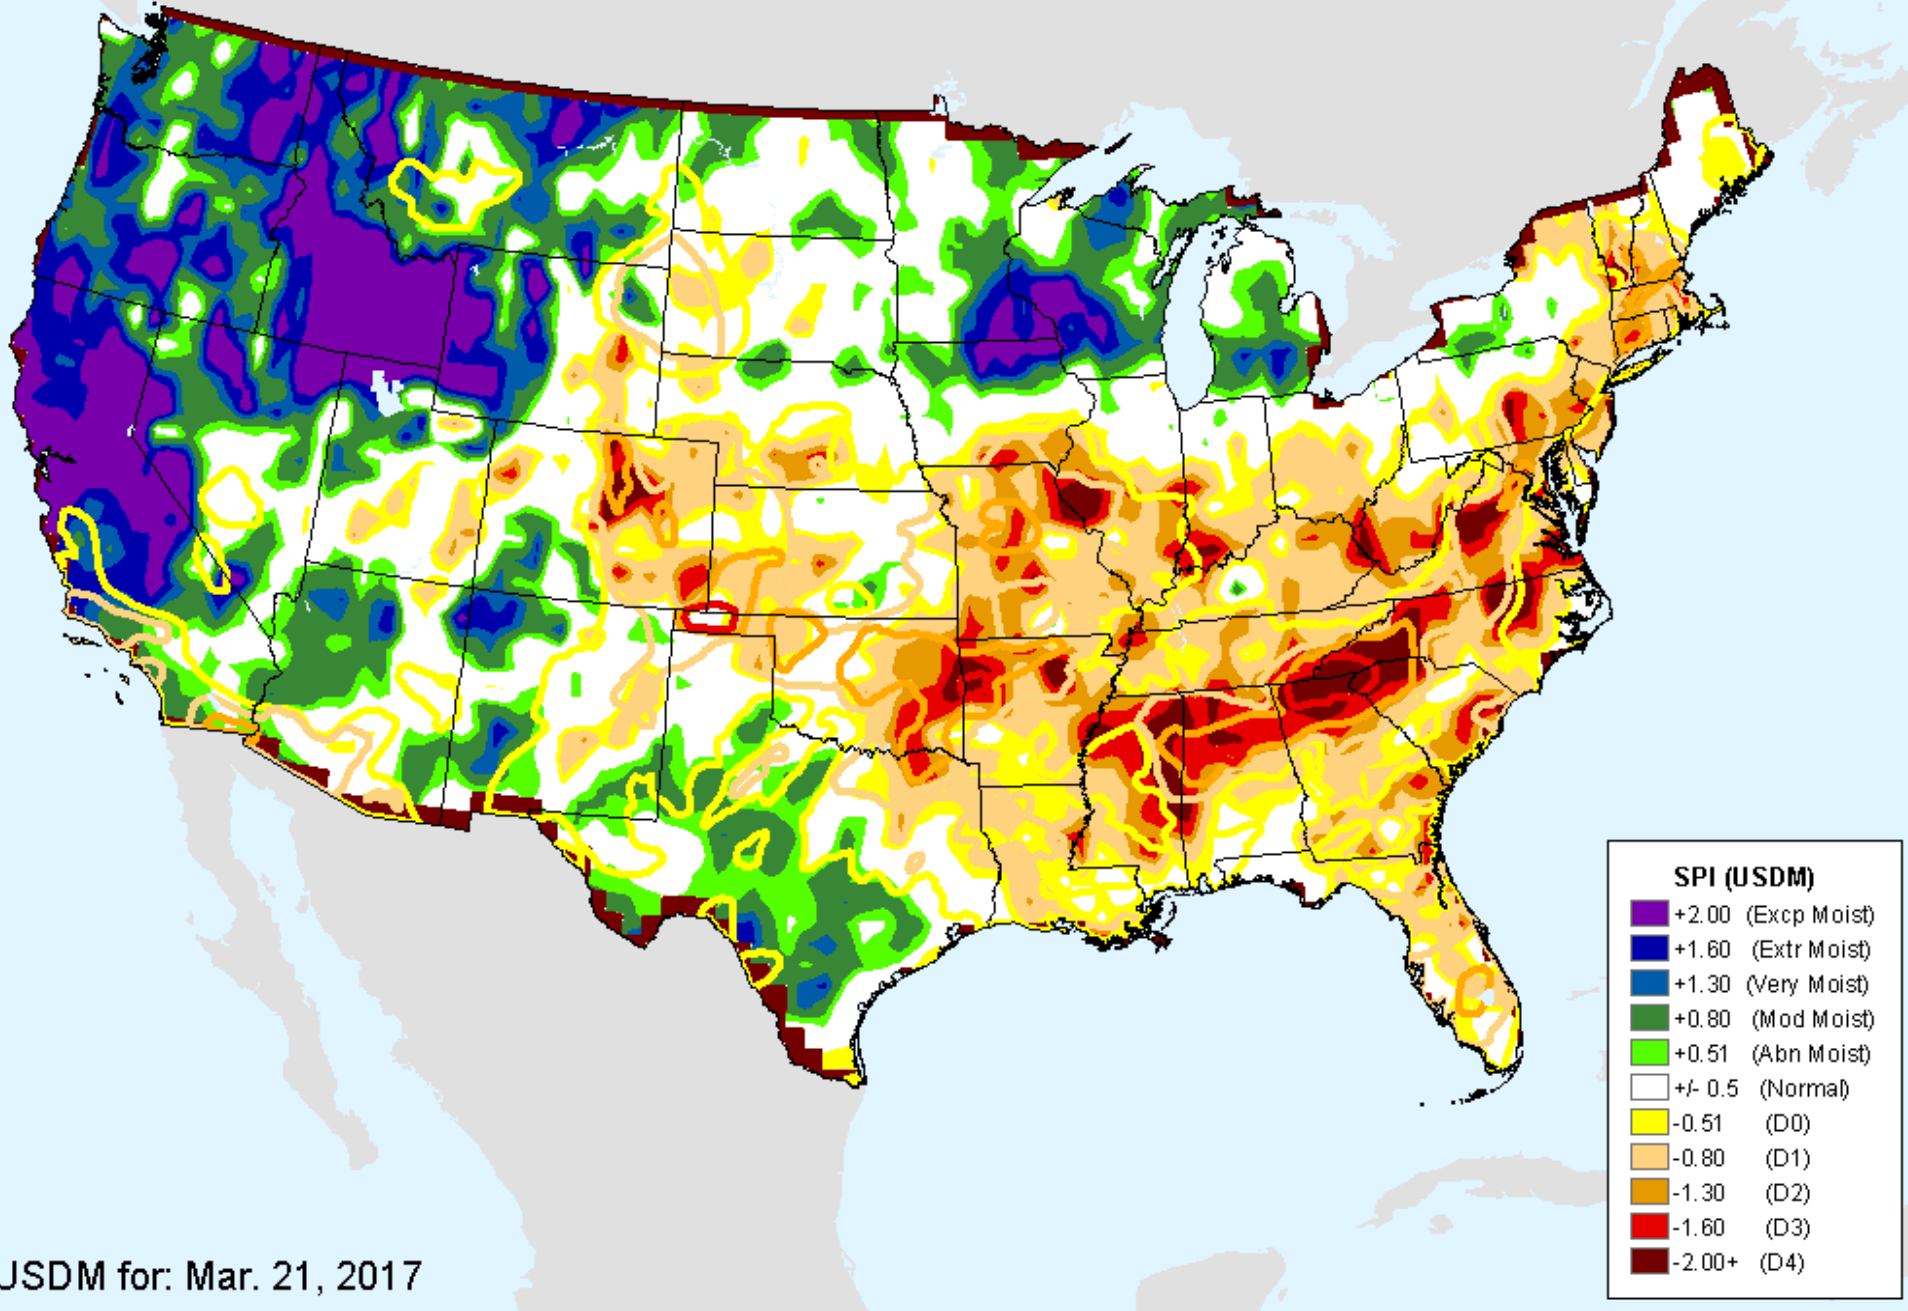 SPI (USDM)
+2.00 (Excp Moist)
+1.60 (Extr Moist)
+1.30 (Very Moist)
+0.80 (Mod Moist)
+0.51 (Abn Moist)
+/- 0.5 (Normal)
-0.51 (D0)
-0.80 (D1)
-1.30 (D2)
-1.60 (D3)
-2.00+ (D4)
USDM for: Mar. 21, 2017